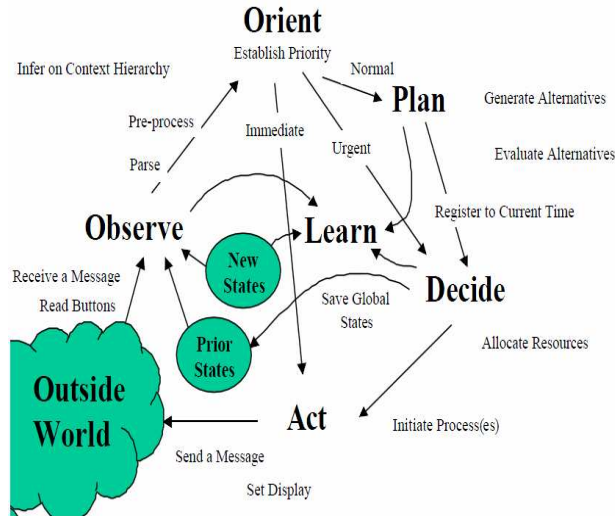 Orient
Establish Priority
Infer on Context Hierarchy
Normal
Plan
Generate Alternatives
Pre-process
Immediate
Urgent
Evaluate Alternatives
Parse
Observe
Learn
Register to Current Time
New
States
Receive a Message
Read Buttons
Decide
Save Global
States
Prior
States
Allocate Resources
Outside
World
Act
Initiate Process(es)
Send a Message
Set Display